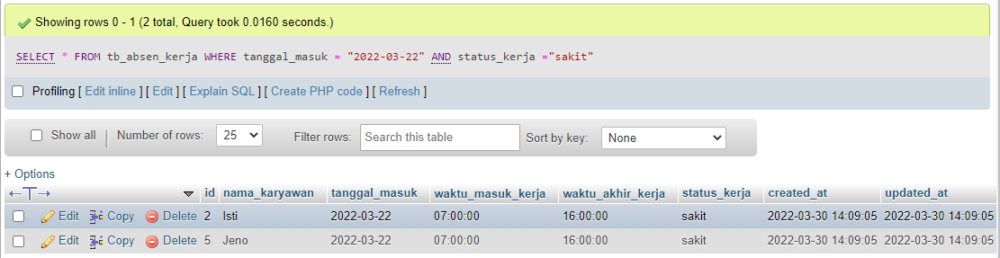 Showing rows 0 - 1 (2 total, Query took 0.0160 seconds.)
SELECT * FROM tb_absen_kerja WHERE tanggal_masuk = "2022-03-22" AND status_kerja ="sakit"
Profiling [ Edit inline ] [ Edit ] [ Explain SQL ] [ Create PHP code ] [ Refresh ]
Show all | Number of rows: 25 Filter rows: Search this table Sort by key: None
+ Options
←T→ id nama_karyawan tanggal_masuk waktu_masuk_kerja waktu_akhir_kerja status_kerja created_at updated_at
Edit Copy Delete 2 Isti 2022-03-22 07:00:00 16:00:00 sakit 2022-03-30 14:09:05 2022-03-30 14:09:05
Edit Copy Delete 5 Jeno 2022-03-22 07:00:00 16:00:00 sakit 2022-03-30 14:09:05 2022-03-30 14:09:05